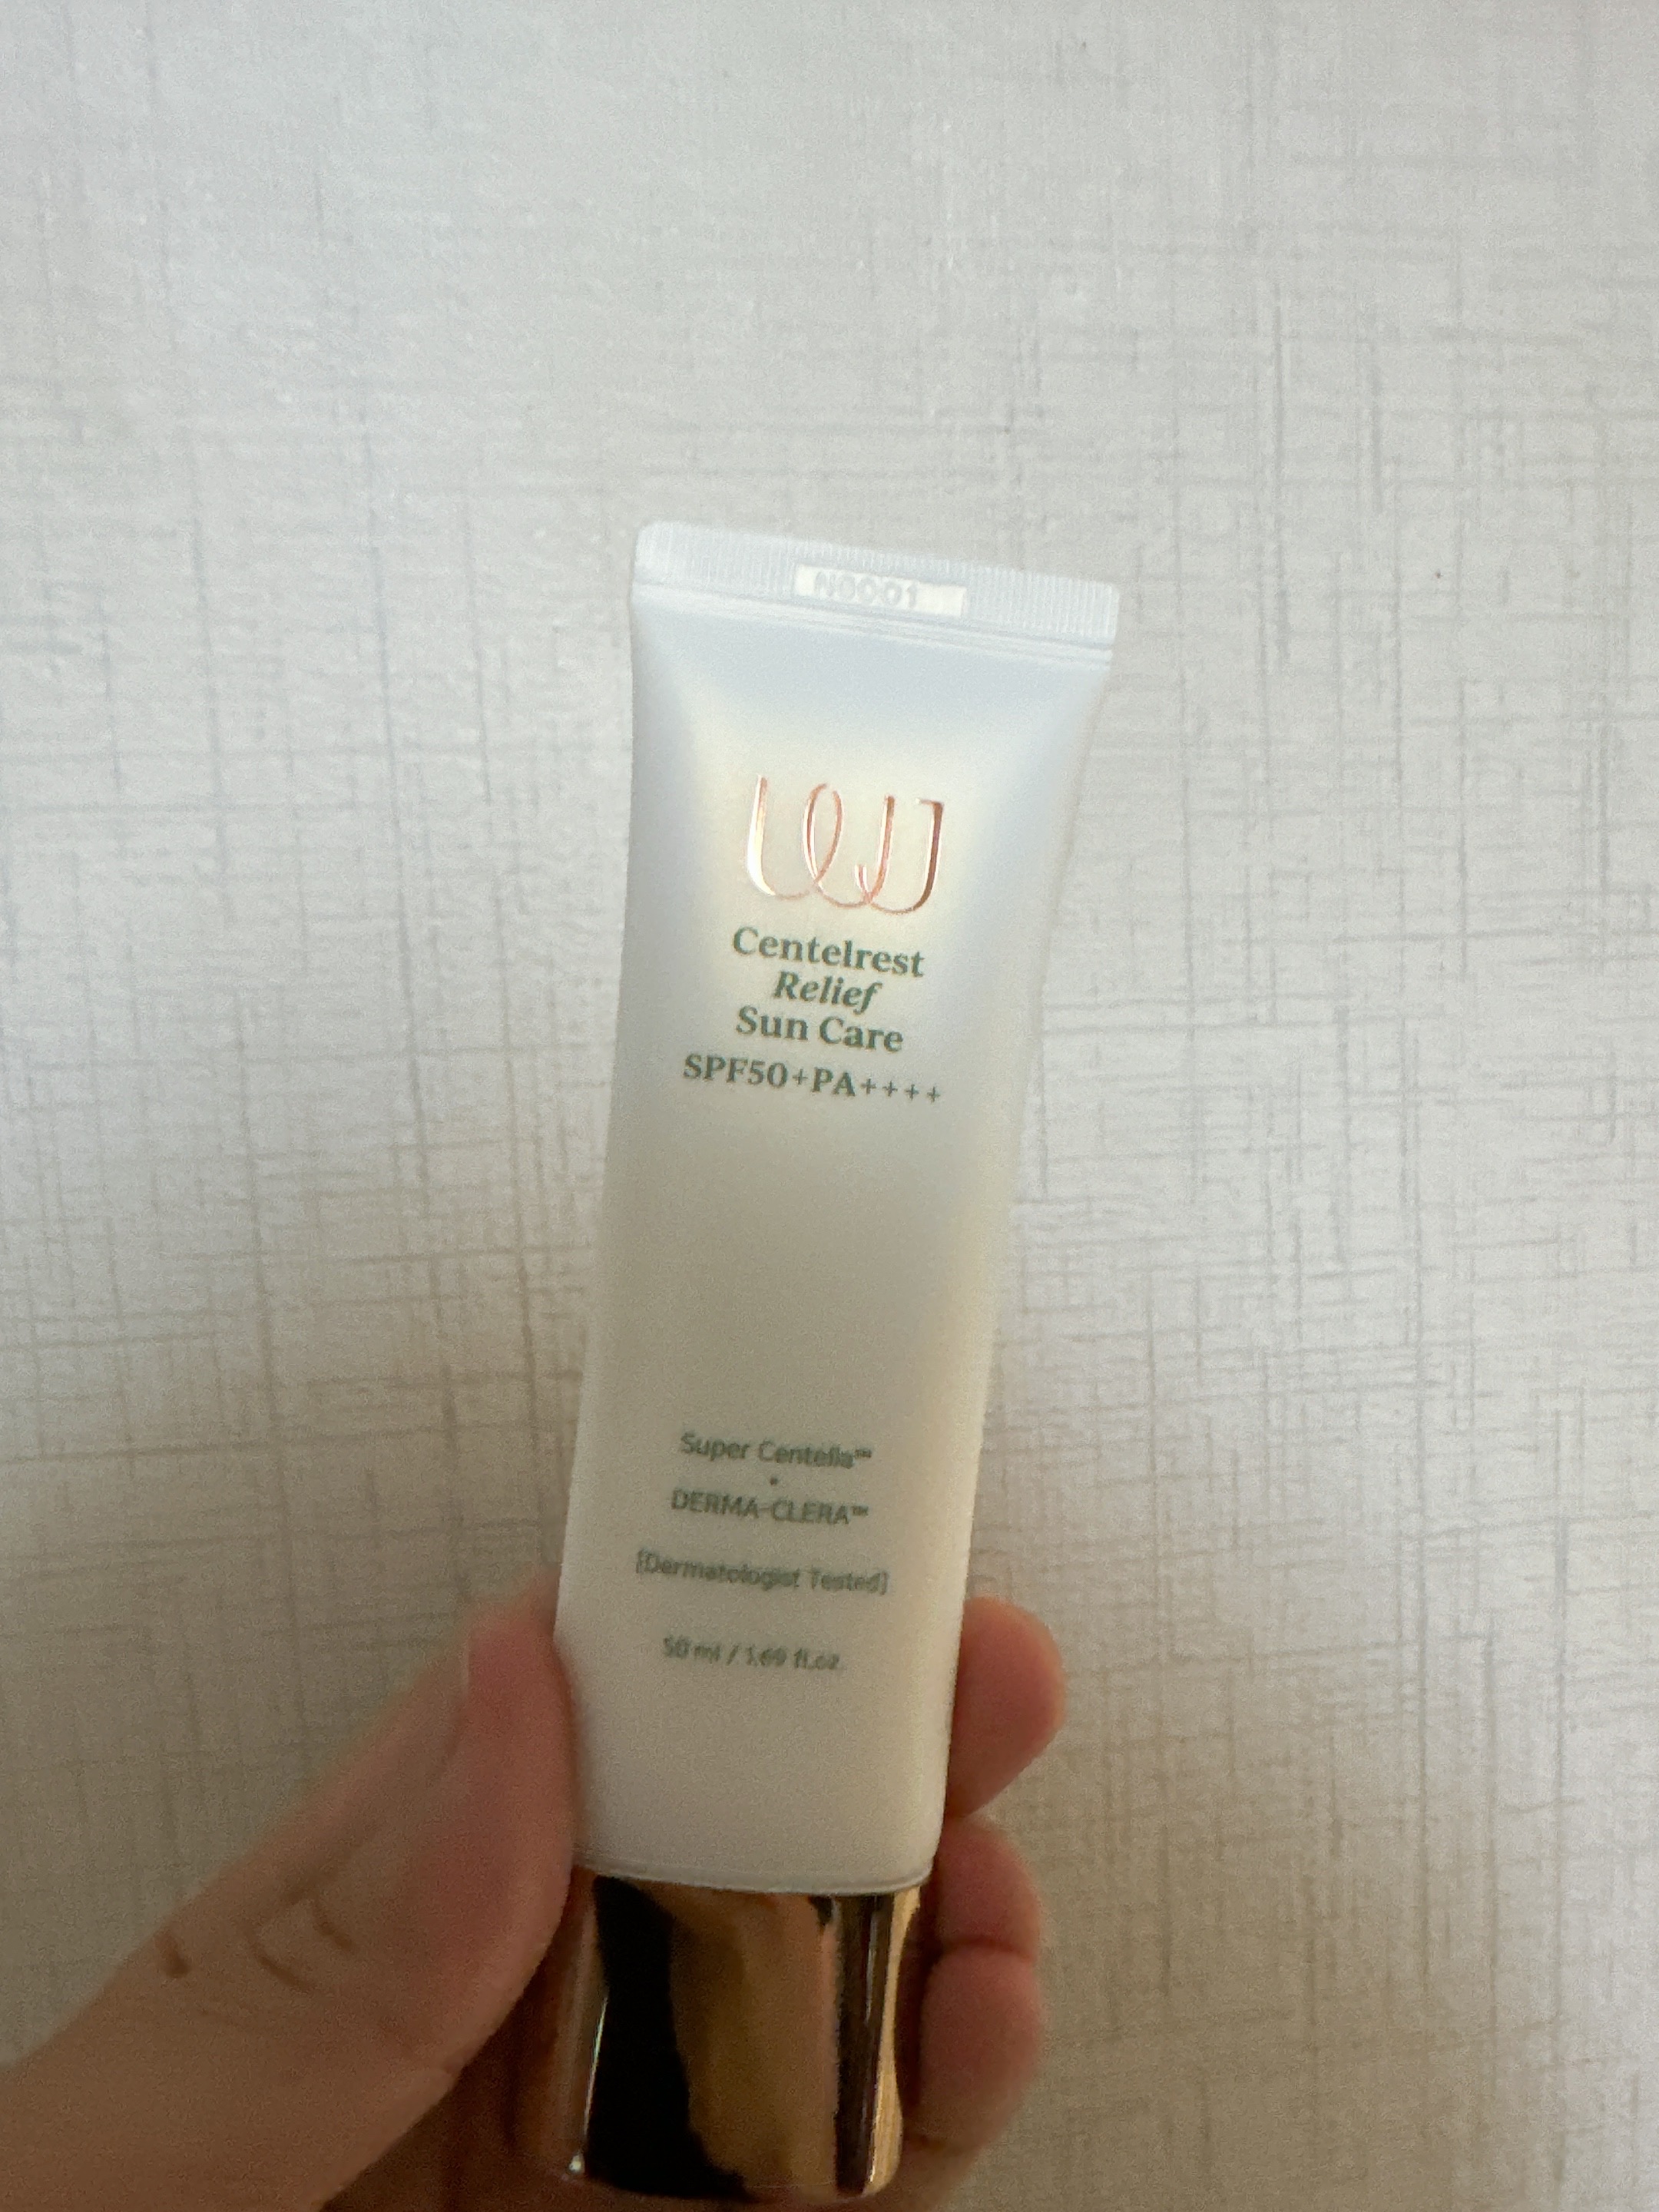 Centelrest
Relief
Sun Care
SPF50+PA++++
Super Centella™
•
DERMA-CLERA™
[Dermatologist Tested]
50 ml / 1.69 fl.oz.